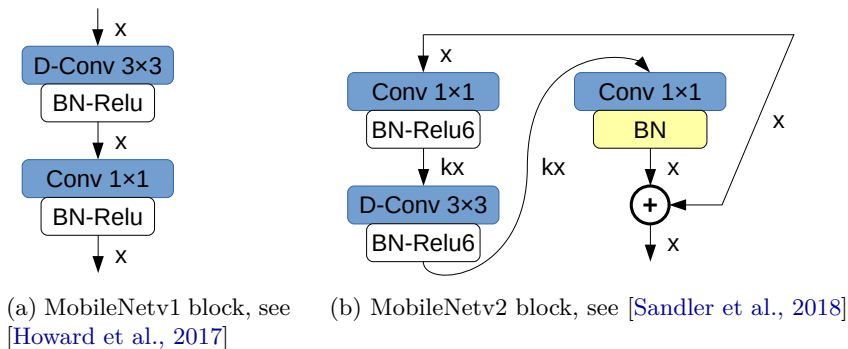 x
D-Conv 3×3
BN-Relu
x
Conv 1×1
BN-Relu
x
x
Conv 1×1
BN-Relu6
kx
D-Conv 3×3
BN-Relu6
kx
Conv 1×1
BN
x
+
x
x
(a) MobileNetv1 block, see
[Howard et al., 2017]
(b) MobileNetv2 block, see [Sandler et al., 2018]